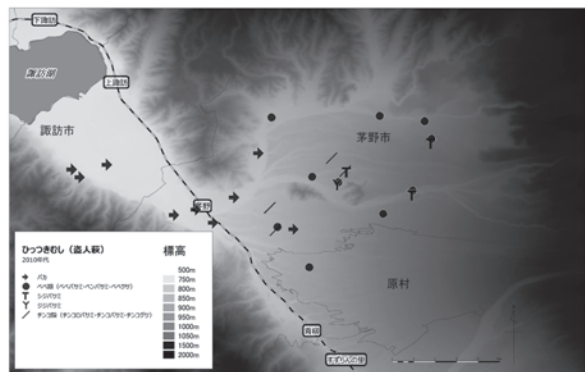 下諏訪
諏訪湖
上諏訪
諏訪市
茅野市
茅野
原村
青柳
すずらんの里
ひっつきむし（盗人萩）
2010年代
バカ
ベベ類（ベベバサミ・ベンバサミ・ベベクサ）
シジバサミ
ジジバサミ
チンコ類（チンコロバサミ・チンコバサミ・チンコグサ）
標高
500m
750m
800m
850m
900m
950m
1000m
1050m
1500m
2000m